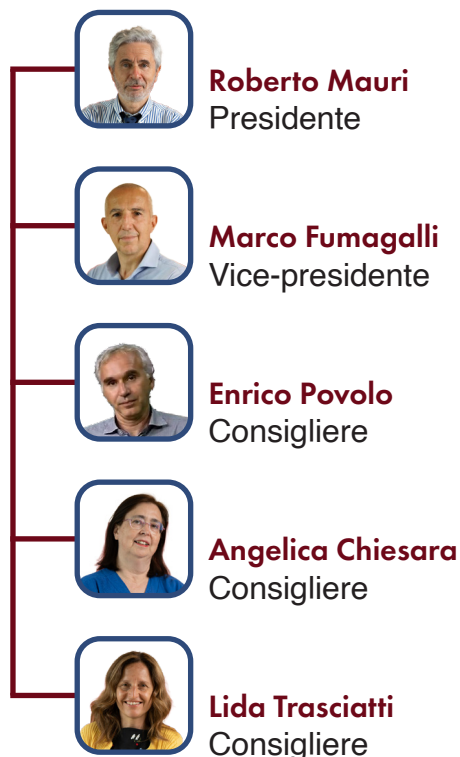 Roberto Mauri
Presidente
Marco Fumagalli
Vice-presidente
Enrico Povolo
Consigliere
Angelica Chiesara
Consigliere
Lida Trasciatti
Consigliere